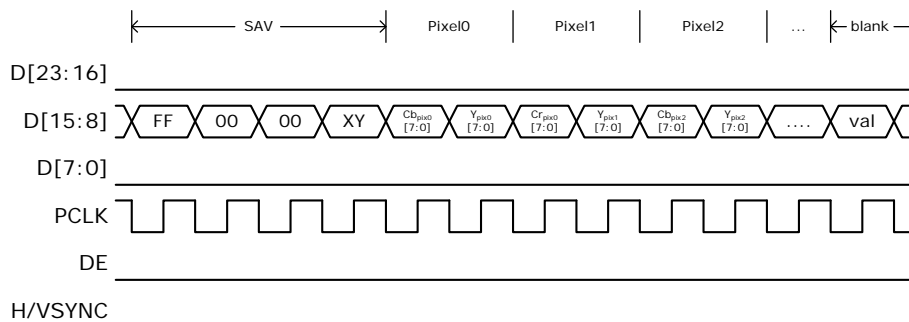 SAV Pixel0 Pixel1 Pixel2 ... blank
D[23:16]
D[15:8] FF 00 00 XY Cbpix0 [7:0] Ypix0 [7:0] Crpix0 [7:0] Ypix1 [7:0] Cbpix2 [7:0] Ypix2 [7:0] .... val
D[7:0]
PCLK
DE
H/VSYNC